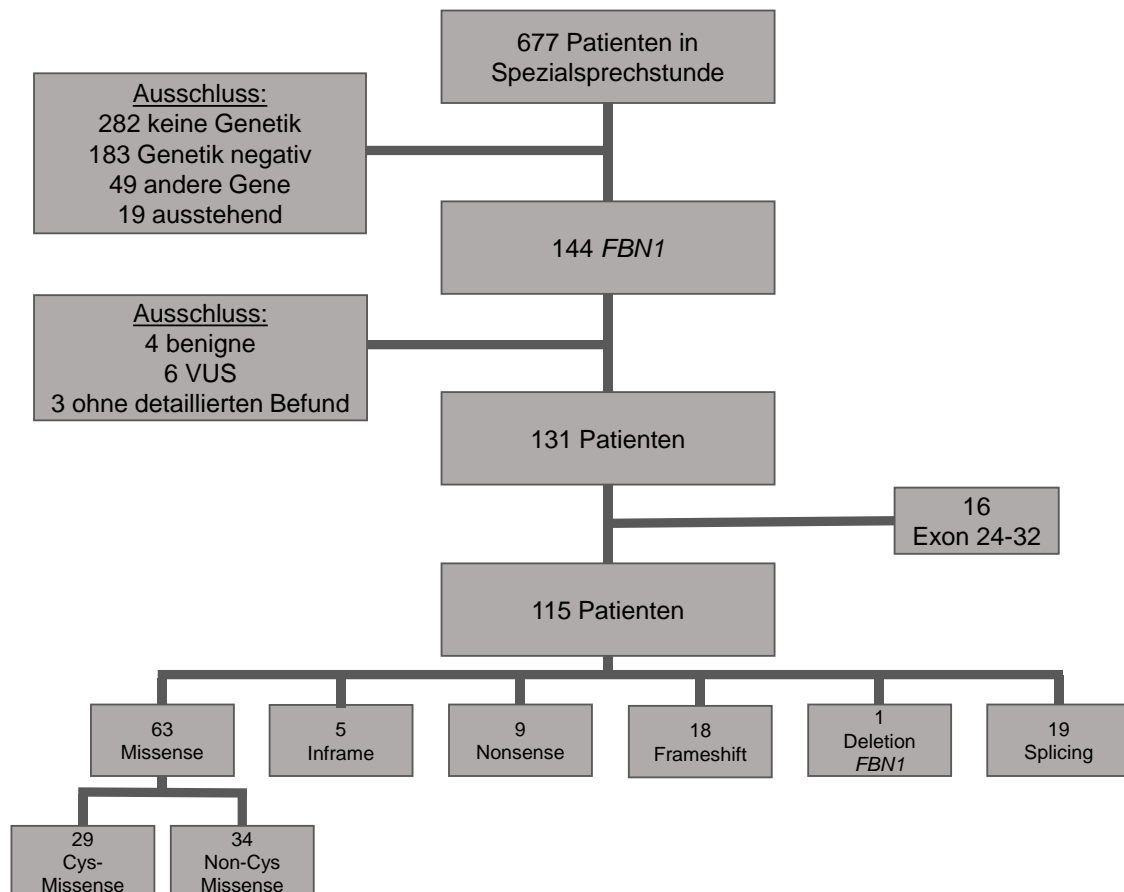 677 Patienten in
Spezialsprechstunde
Ausschluss:
282 keine Genetik
183 Genetik negativ
49 andere Gene
19 ausstehend
144 FBN1
Ausschluss:
4 benigne
6 VUS
3 ohne detaillierten Befund
131 Patienten
16
Exon 24-32
115 Patienten
63
Missense
5
Inframe
9
Nonsense
18
Frameshift
1
Deletion
FBN1
19
Splicing
29
Cys-
Missense
34
Non-Cys
Missense